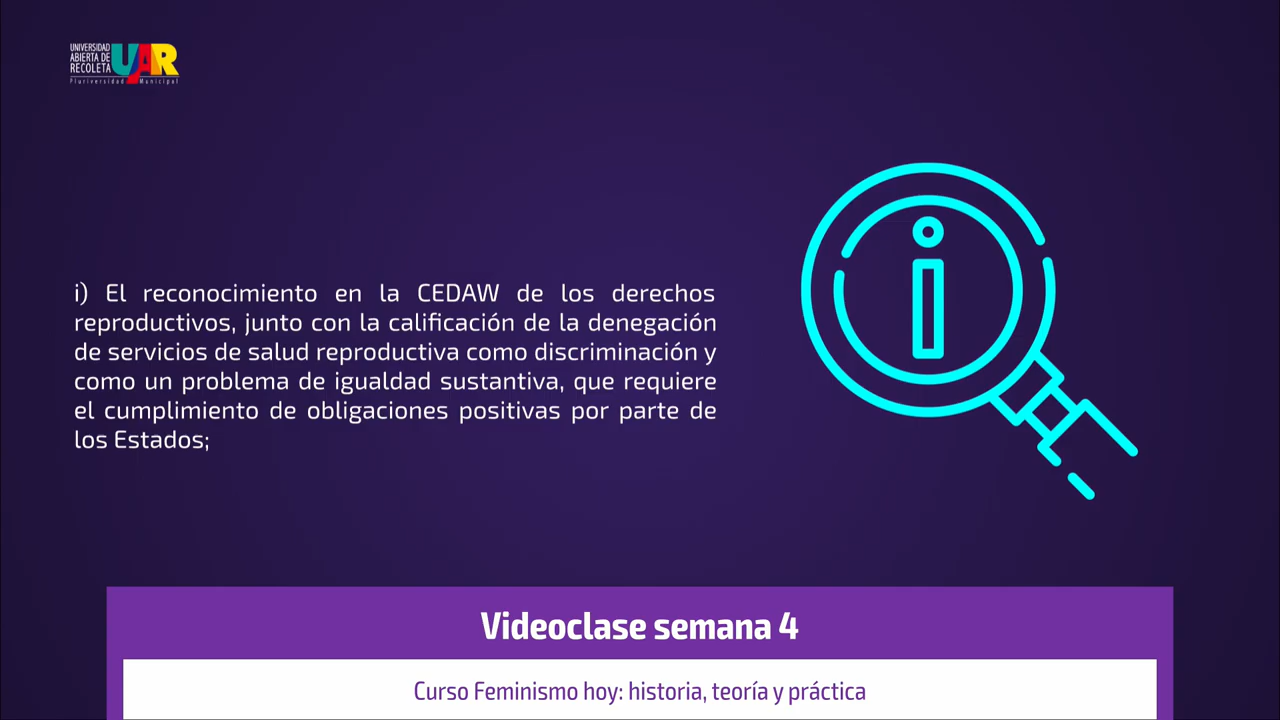 UNIVERSIDAD
ABIERTA DE
RECOLETA
UAR
Pluriversidad Municipal
i) El reconocimiento en la CEDAW de los derechos
reproductivos, junto con la calificación de la denegación
de servicios de salud reproductiva como discriminación y
como un problema de igualdad sustantiva, que requiere
el cumplimiento de obligaciones positivas por parte de
los Estados;
Videoclase semana 4
Curso Feminismo hoy: historia, teoría y práctica